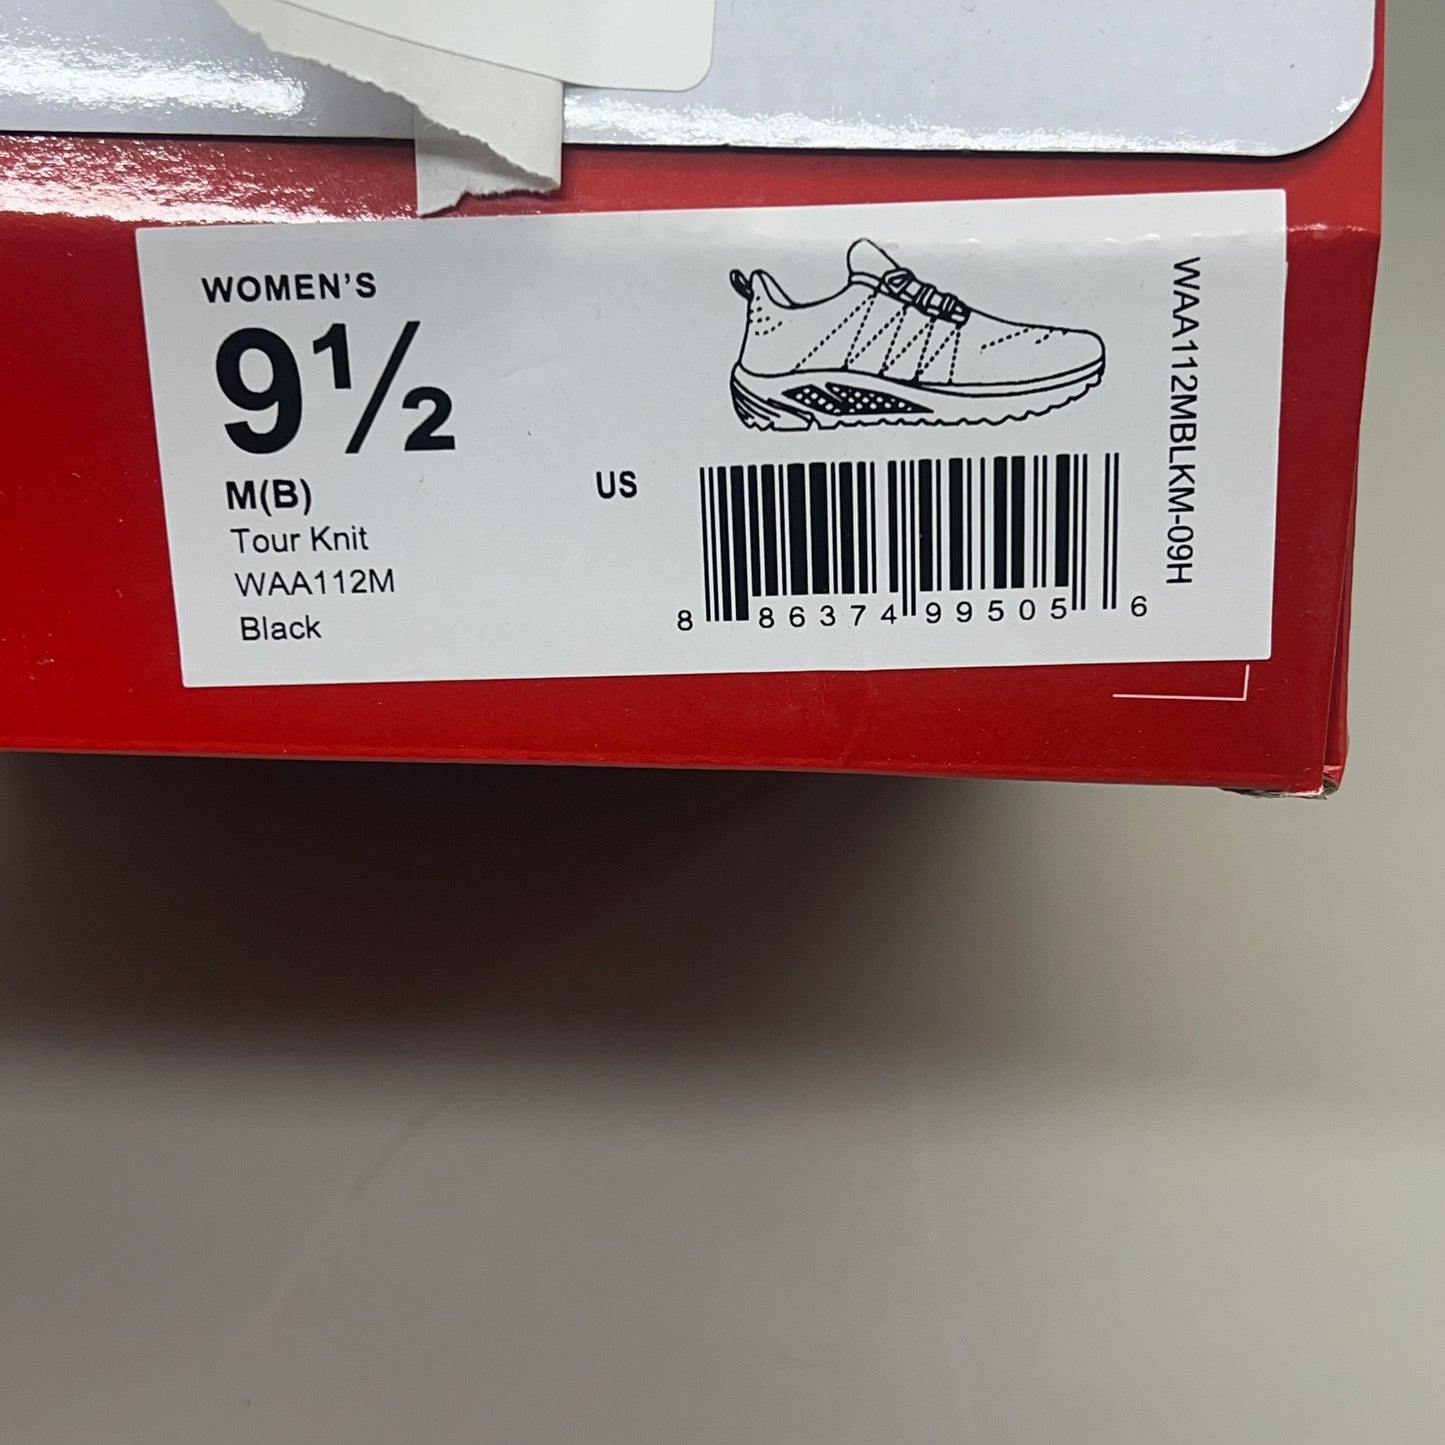 WOMEN'S
9½
M(B)
US
Tour Knit
WAA112M
Black
8 86374 99505 6
WAA112MBLKM-09H